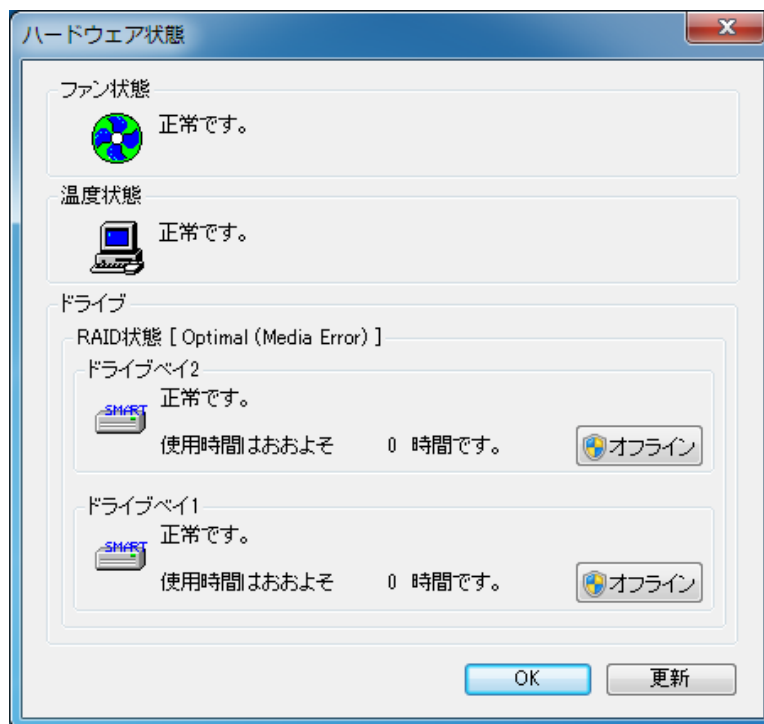 ハードウェア状態
ファン状態
正常です。
温度状態
正常です。
ドライブ
RAID状態 [ Optimal (Media Error) ]
ドライブベイ2
SMART
正常です。
使用時間はおおよそ 0 時間です。
オフライン
ドライブベイ1
SMART
正常です。
使用時間はおおよそ 0 時間です。
オフライン
OK
更新